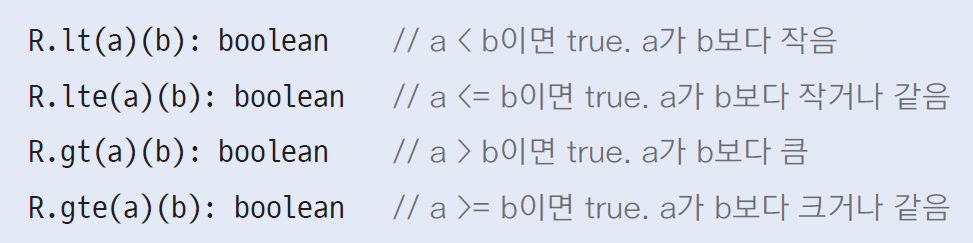 R.lt(a)(b): boolean // a < b이면 true. a가 b보다 작음
R.lte(a)(b): boolean // a <= b이면 true. a가 b보다 작거나 같음
R.gt(a)(b): boolean // a > b이면 true. a가 b보다 큼
R.gte(a)(b): boolean // a >= b이면 true. a가 b보다 크거나 같음